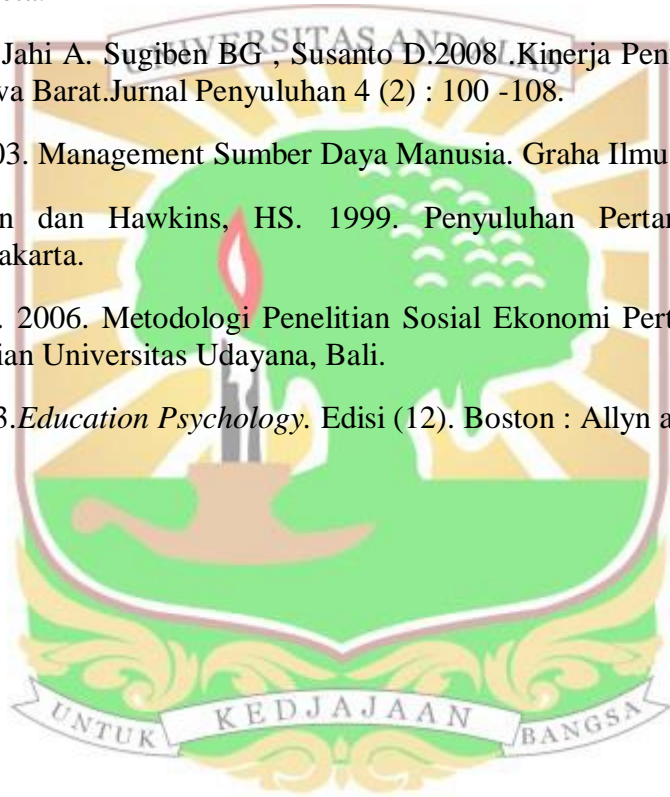 UNIVERSITAS ANDALAS
Jahi A. Sugiben BG , Susanto D.2008 .Kinerja Pen
wa Barat.Jurnal Penyuluhan 4 (2) : 100 -108.
03. Management Sumber Daya Manusia. Graha Ilmu
n dan Hawkins, HS. 1999. Penyuluhan Pertan
akarta.
. 2006. Metodologi Penelitian Sosial Ekonomi Pert
ian Universitas Udayana, Bali.
3.Education Psychology. Edisi (12). Boston : Allyn a
UNTUK KEDJAJAAN BANGSA